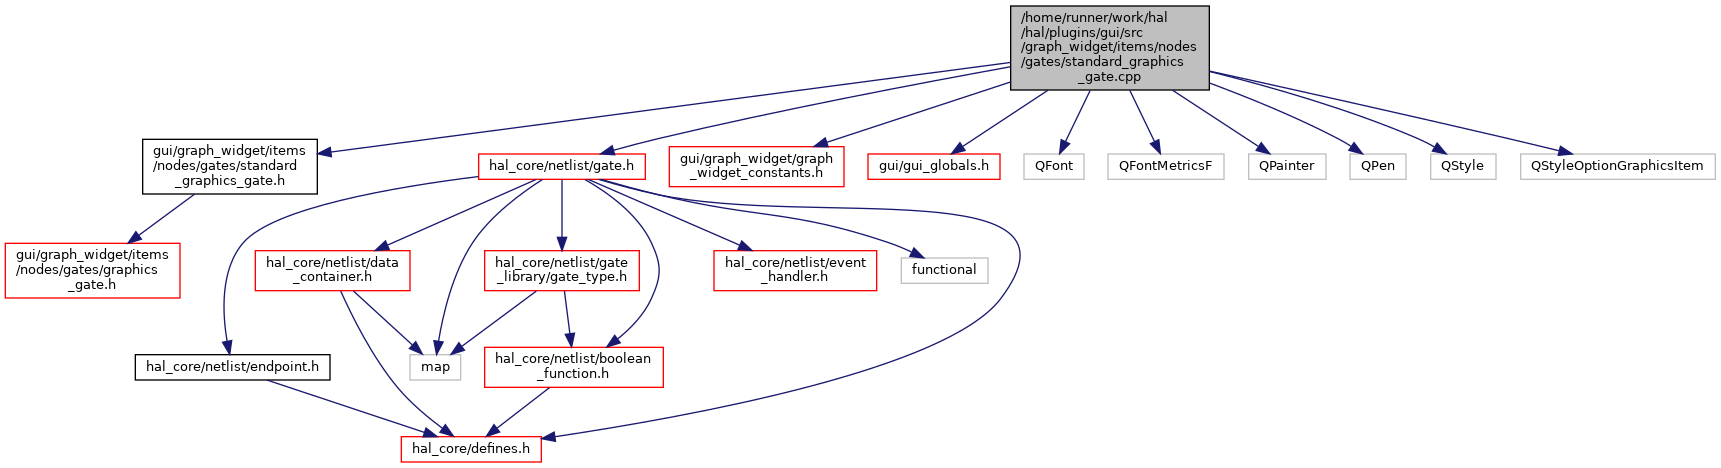 /home/runner/work/hal
/hal/plugins/gui/src
/graph_widget/items/nodes
/gates/standard_graphics
_gate.cpp
gui/graph_widget/items
/nodes/gates/standard
_graphics_gate.h
hal_core/netlist/gate.h
gui/graph_widget/graph
_widget_constants.h
gui/gui_globals.h
QFont
QFontMetricsF
QPainter
QPen
QStyle
QStyleOptionGraphicsItem
gui/graph_widget/items
/nodes/gates/graphics
_gate.h
hal_core/netlist/data
_container.h
hal_core/netlist/gate
_library/gate_type.h
hal_core/netlist/event
_handler.h
functional
hal_core/netlist/endpoint.h
map
hal_core/netlist/boolean
_function.h
hal_core/defines.h